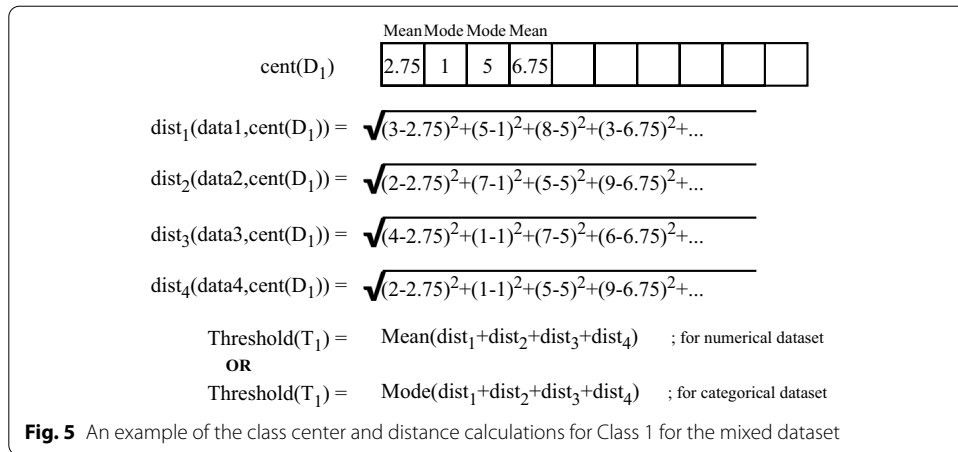 Mean Mode Mode Mean
cent(D₁) 2.75 1 5 6.75
dist₁(data1,cent(D₁)) = √(3-2.75)²+(5-1)²+(8-5)²+(3-6.75)²+...
dist₂(data2,cent(D₁)) = √(2-2.75)²+(7-1)²+(5-5)²+(9-6.75)²+...
dist₃(data3,cent(D₁)) = √(4-2.75)²+(1-1)²+(7-5)²+(6-6.75)²+...
dist₄(data4,cent(D₁)) = √(2-2.75)²+(1-1)²+(5-5)²+(9-6.75)²+...
Threshold(T₁) = Mean(dist₁+dist₂+dist₃+dist₄) ; for numerical dataset
OR
Threshold(T₁) = Mode(dist₁+dist₂+dist₃+dist₄) ; for categorical dataset
Fig. 5 An example of the class center and distance calculations for Class 1 for the mixed dataset